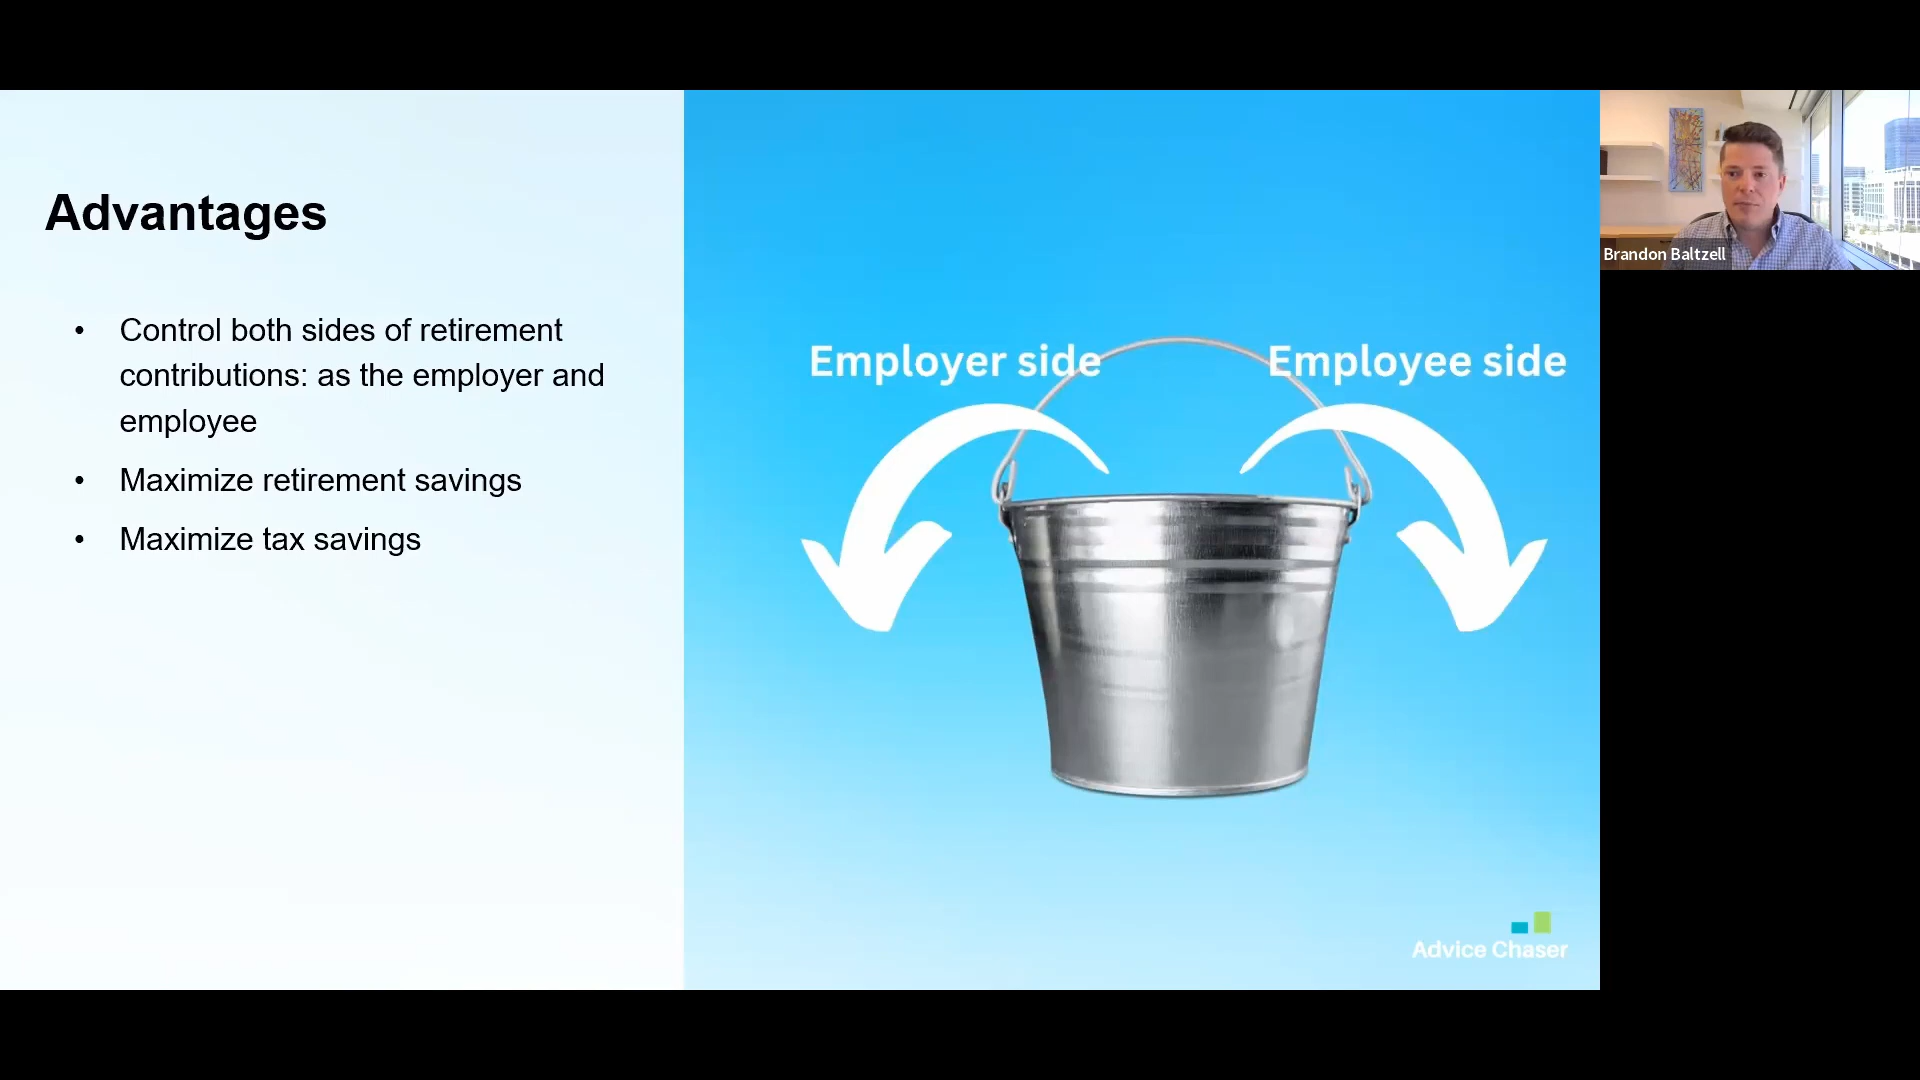 Advantages
• Control both sides of retirement
contributions: as the employer and
employee
• Maximize retirement savings
• Maximize tax savings
Employer side
Employee side
Advice Chaser
Brandon Baltzell